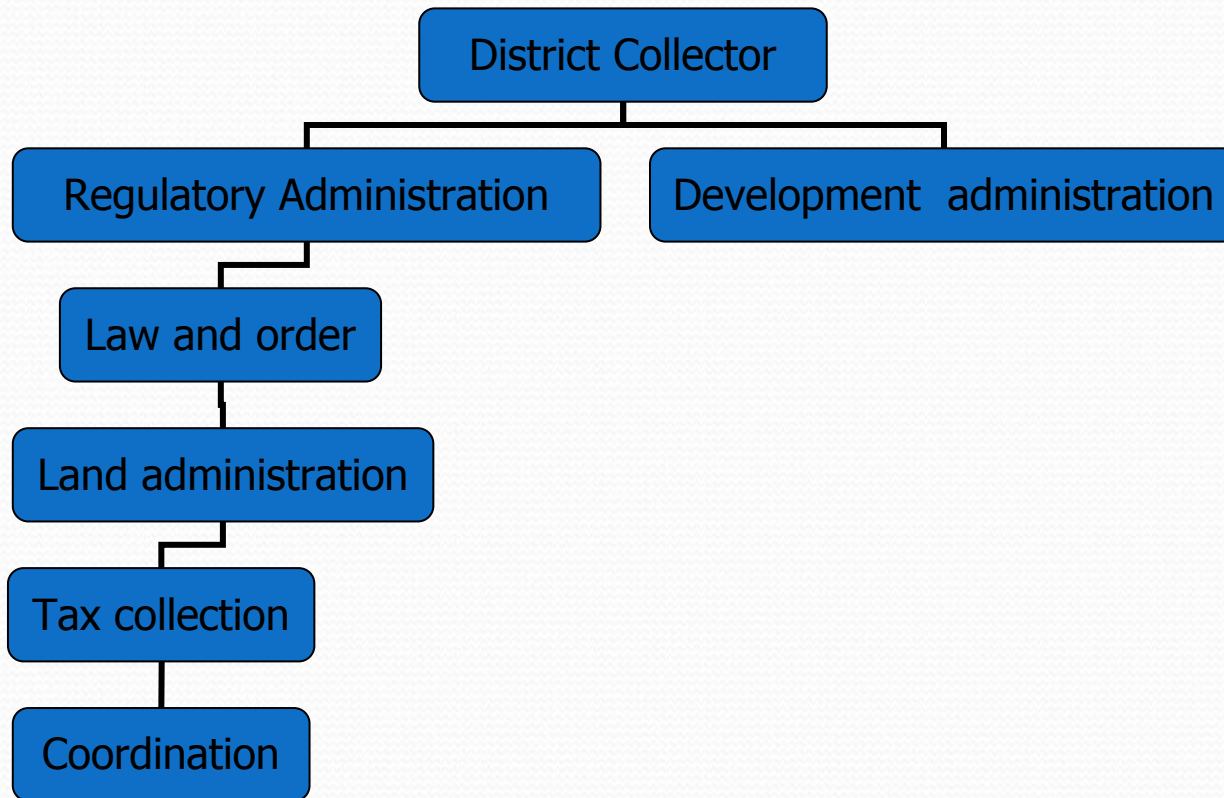 District Collector
Regulatory Administration
Development administration
Law and order
Land administration
Tax collection
Coordination